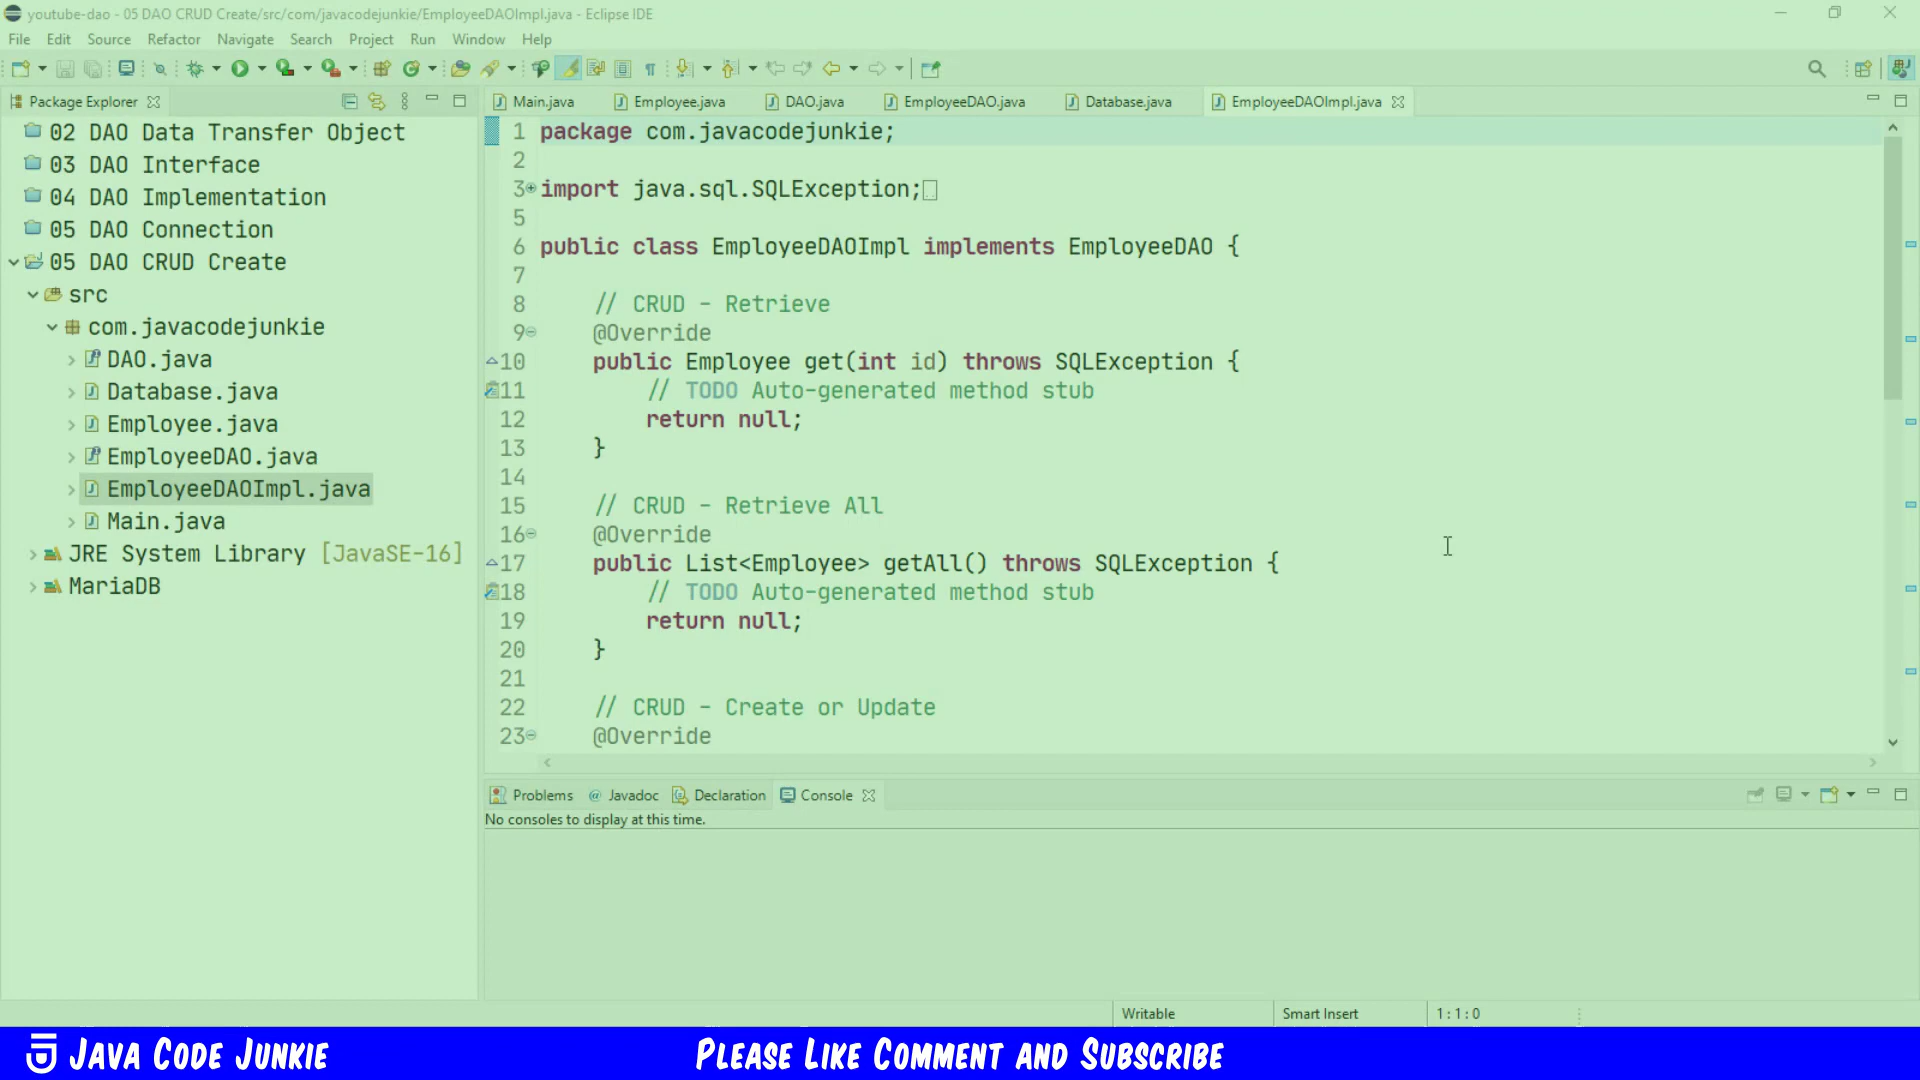 youtube-dao - 05 DAO CRUD Create/src/com/javacodejunkie/EmployeeDAOImpl.java - Eclipse IDE
File Edit Source Refactor Navigate Search Project Run Window Help
Package Explorer
Main.java Employee.java DAO.java EmployeeDAO.java Database.java EmployeeDAOImpl.java
02 DAO Data Transfer Object
03 DAO Interface
04 DAO Implementation
05 DAO Connection
05 DAO CRUD Create
src
com.javacodejunkie
DAO.java
Database.java
Employee.java
EmployeeDAO.java
EmployeeDAOImpl.java
Main.java
JRE System Library [JavaSE-16]
MariaDB
1 package com.javacodejunkie;
2
3 import java.sql.SQLException;
5
6 public class EmployeeDAOImpl implements EmployeeDAO {
7
8 // CRUD - Retrieve
9 @Override
10 public Employee get(int id) throws SQLException {
11 // TODO Auto-generated method stub
12 return null;
13 }
14
15 // CRUD - Retrieve All
16 @Override
17 public List<Employee> getAll() throws SQLException {
18 // TODO Auto-generated method stub
19 return null;
20 }
21
22 // CRUD - Create or Update
23 @Override
Problems Javadoc Declaration Console
No consoles to display at this time.
Writable Smart Insert 1 : 1 : 0
JAVA CODE JUNKIE
PLEASE LIKE COMMENT AND SUBSCRIBE